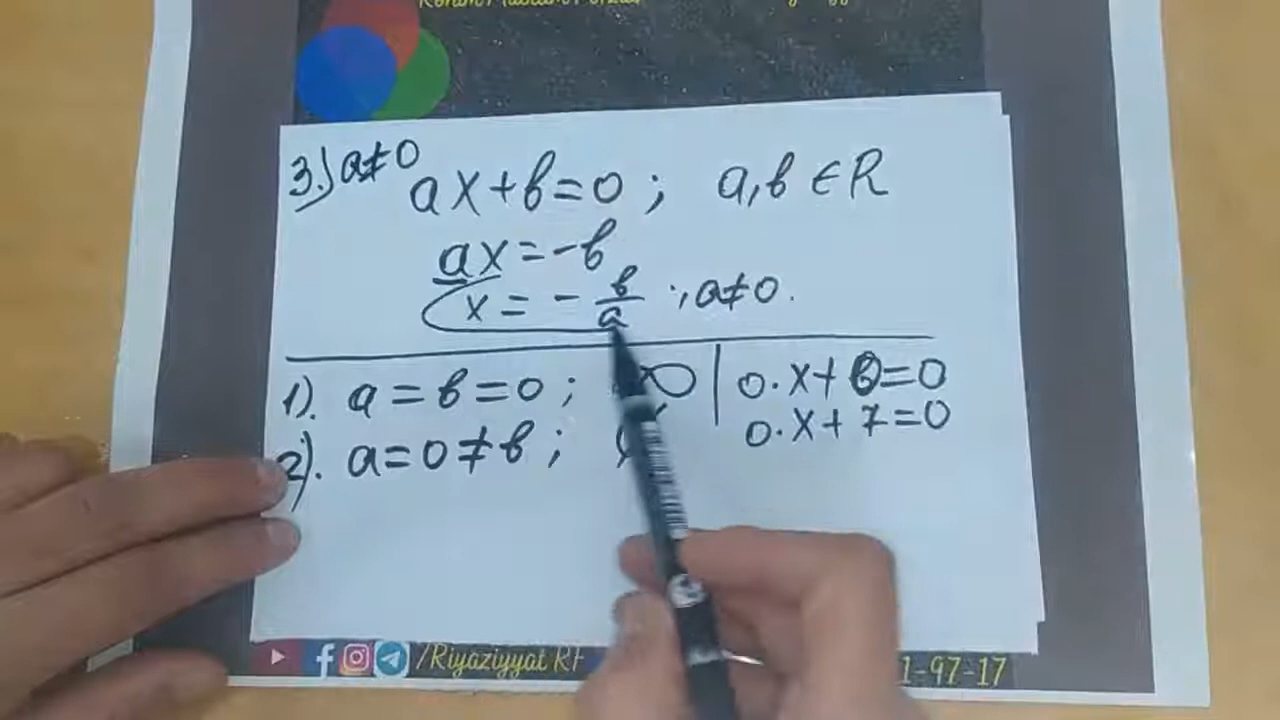 3.) a≠0
ax+b=0; a,b ∈ R
ax=-b
x = - b/a ; a≠0.
1). a=b=0; ∞
0·x+0=0
2). a=0≠b;
0·x+7=0
/Riyaziyyat RF
1-97-17